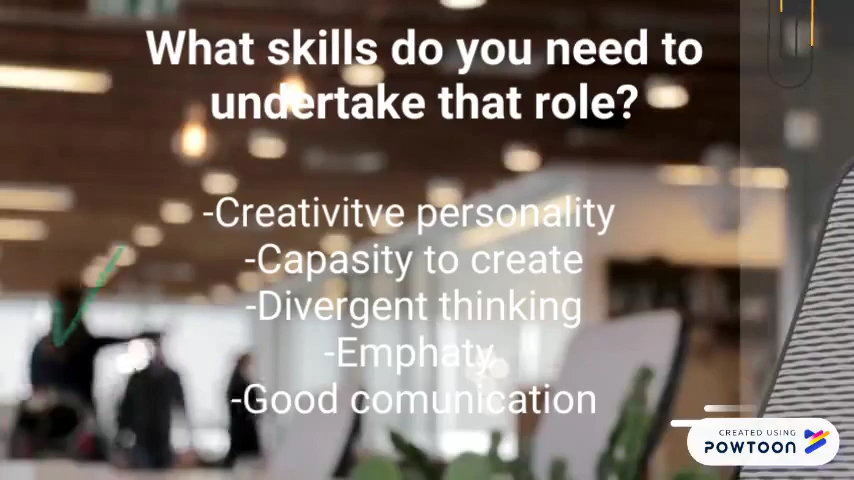 What skills do you need to
undertake that role?
-Creativitve personality
-Capasity to create
-Divergent thinking
-Emphaty
-Good comunication
CREATED USING
POWTOON